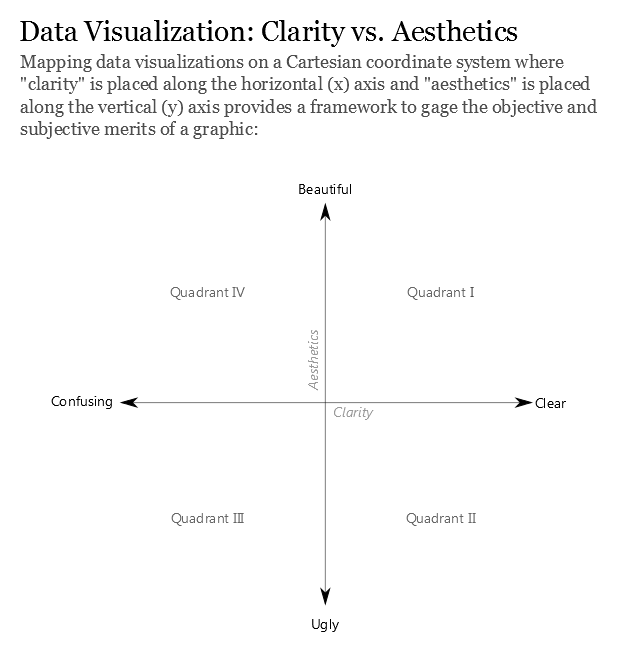 Data Visualization: Clarity vs. Aesthetics
Mapping data visualizations on a Cartesian coordinate system where
"clarity" is placed along the horizontal (x) axis and "aesthetics" is placed
along the vertical (y) axis provides a framework to gage the objective and
subjective merits of a graphic:
Beautiful
Quadrant IV
Quadrant I
Aesthetics
Confusing
Clear
Clarity
Quadrant III
Quadrant II
Ugly